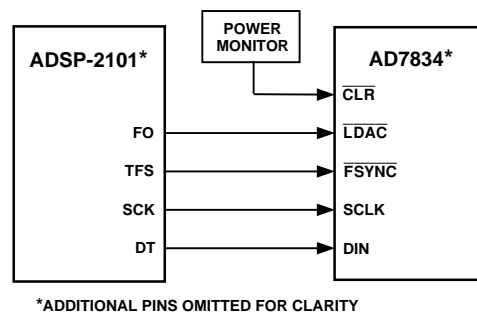 POWER
MONITOR
ADSP-2101*
AD7834*
CLR
FO
LDAC
TFS
FSYNC
SCK
SCLK
DT
DIN
*ADDITIONAL PINS OMITTED FOR CLARITY